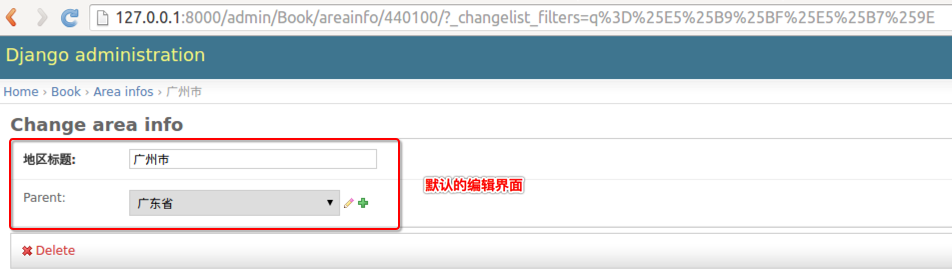 127.0.0.1:8000/admin/Book/areainfo/440100/?_changelist_filters=q%3D%25E5%25B9%25BF%25E5%25B7%259E
Django administration
Home › Book › Area infos › 广州市
Change area info
地区标题: 广州市
Parent: 广东省
默认的编辑界面
Delete